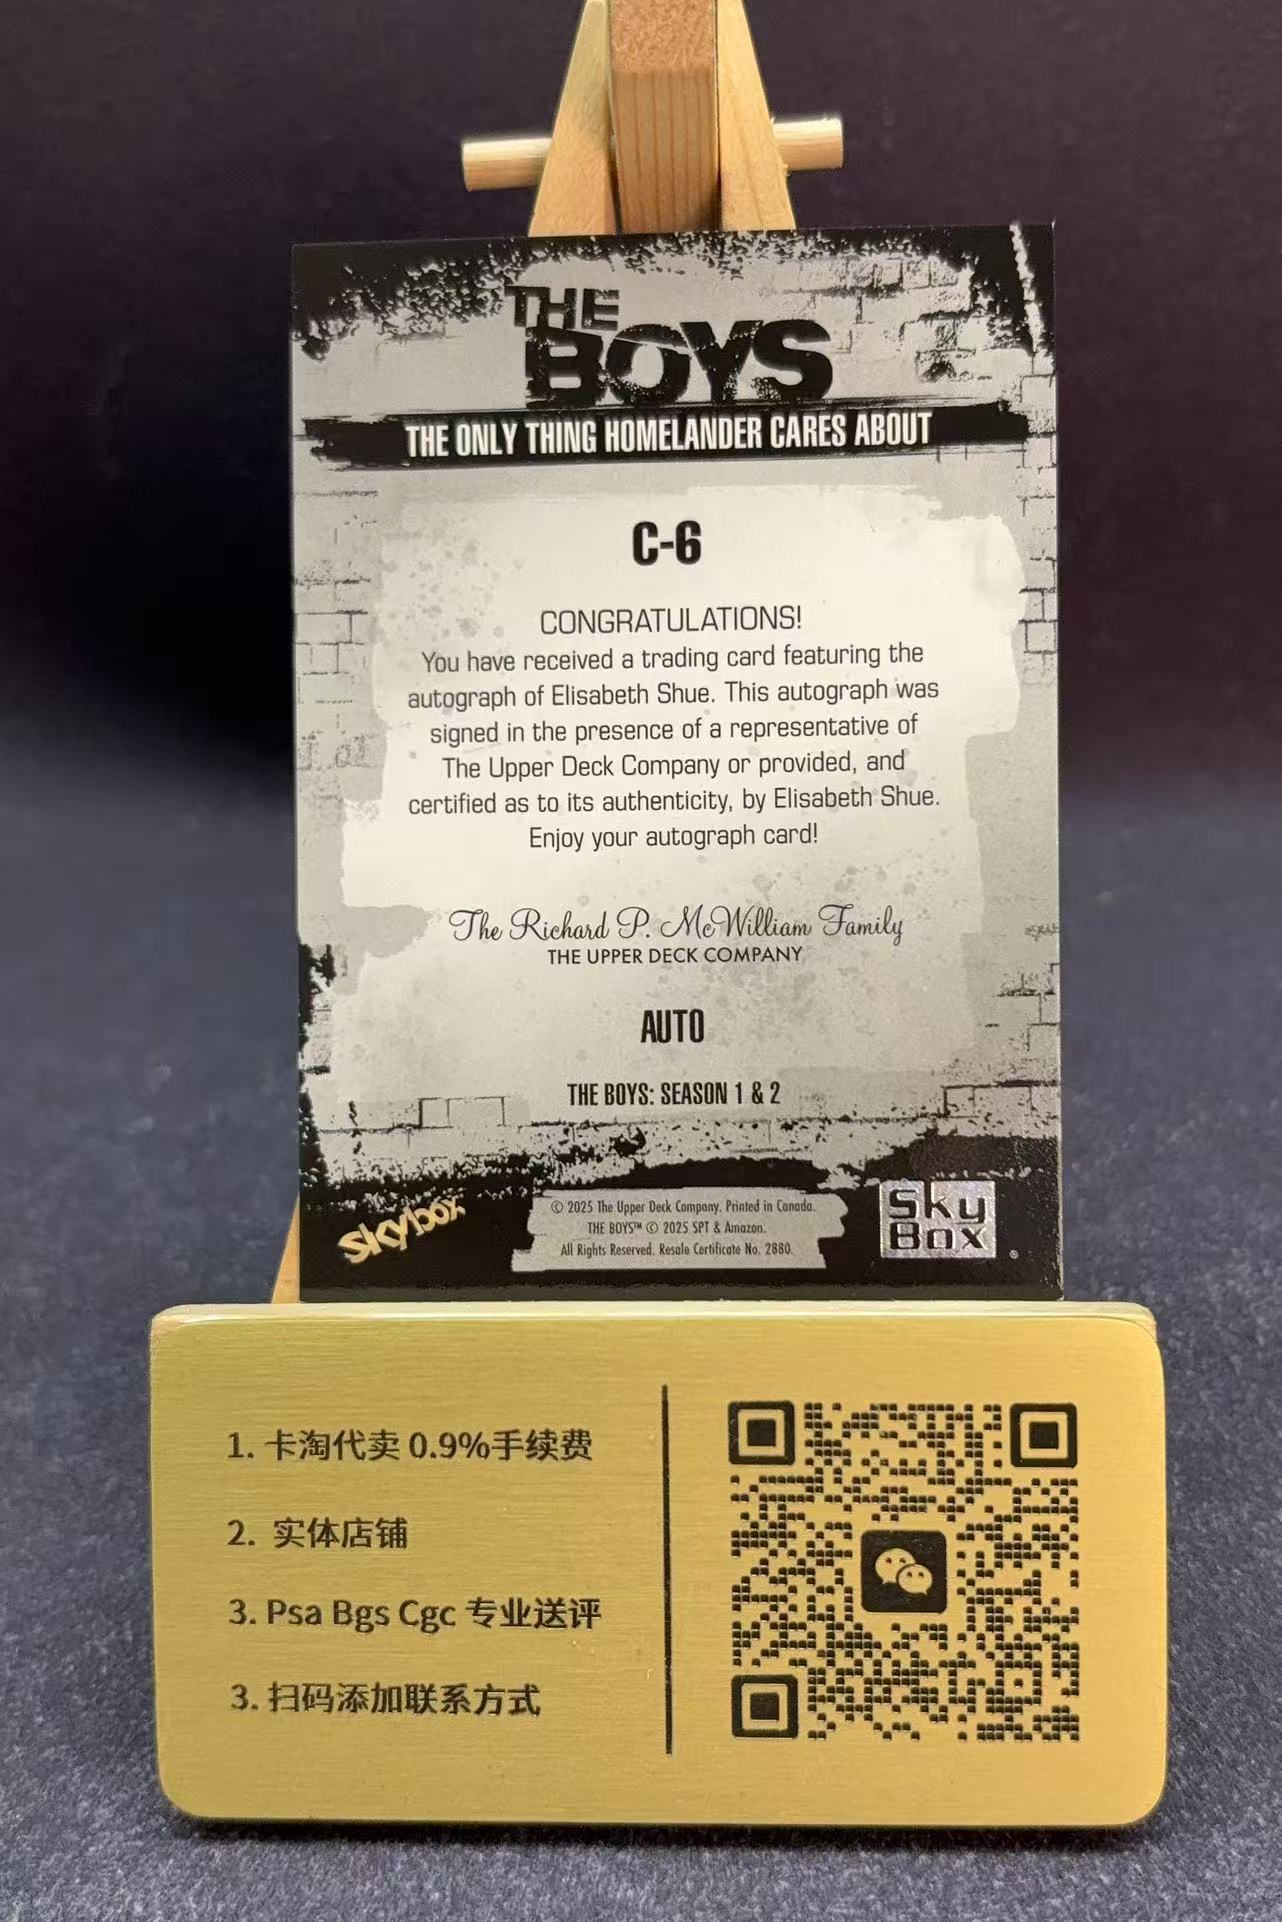 THE
BOYS
THE ONLY THING HOMELANDER CARES ABOUT
C-6
CONGRATULATIONS!
You have received a trading card featuring the
autograph of Elisabeth Shue. This autograph was
signed in the presence of a representative of
The Upper Deck Company or provided, and
certified as to its authenticity, by Elisabeth Shue.
Enjoy your autograph card!
The Richard P. McWilliam Family
THE UPPER DECK COMPANY
AUTO
THE BOYS: SEASON 1 & 2
skybox
© 2025 The Upper Deck Company. Printed in Canada.
THE BOYS™ © 2025 SPT & Amazon.
All Rights Reserved. Resale Certificate No. 2880.
Sky
Box
®
1. 卡淘代卖 0.9%手续费
2. 实体店铺
3. Psa Bgs Cgc 专业送评
3. 扫码添加联系方式